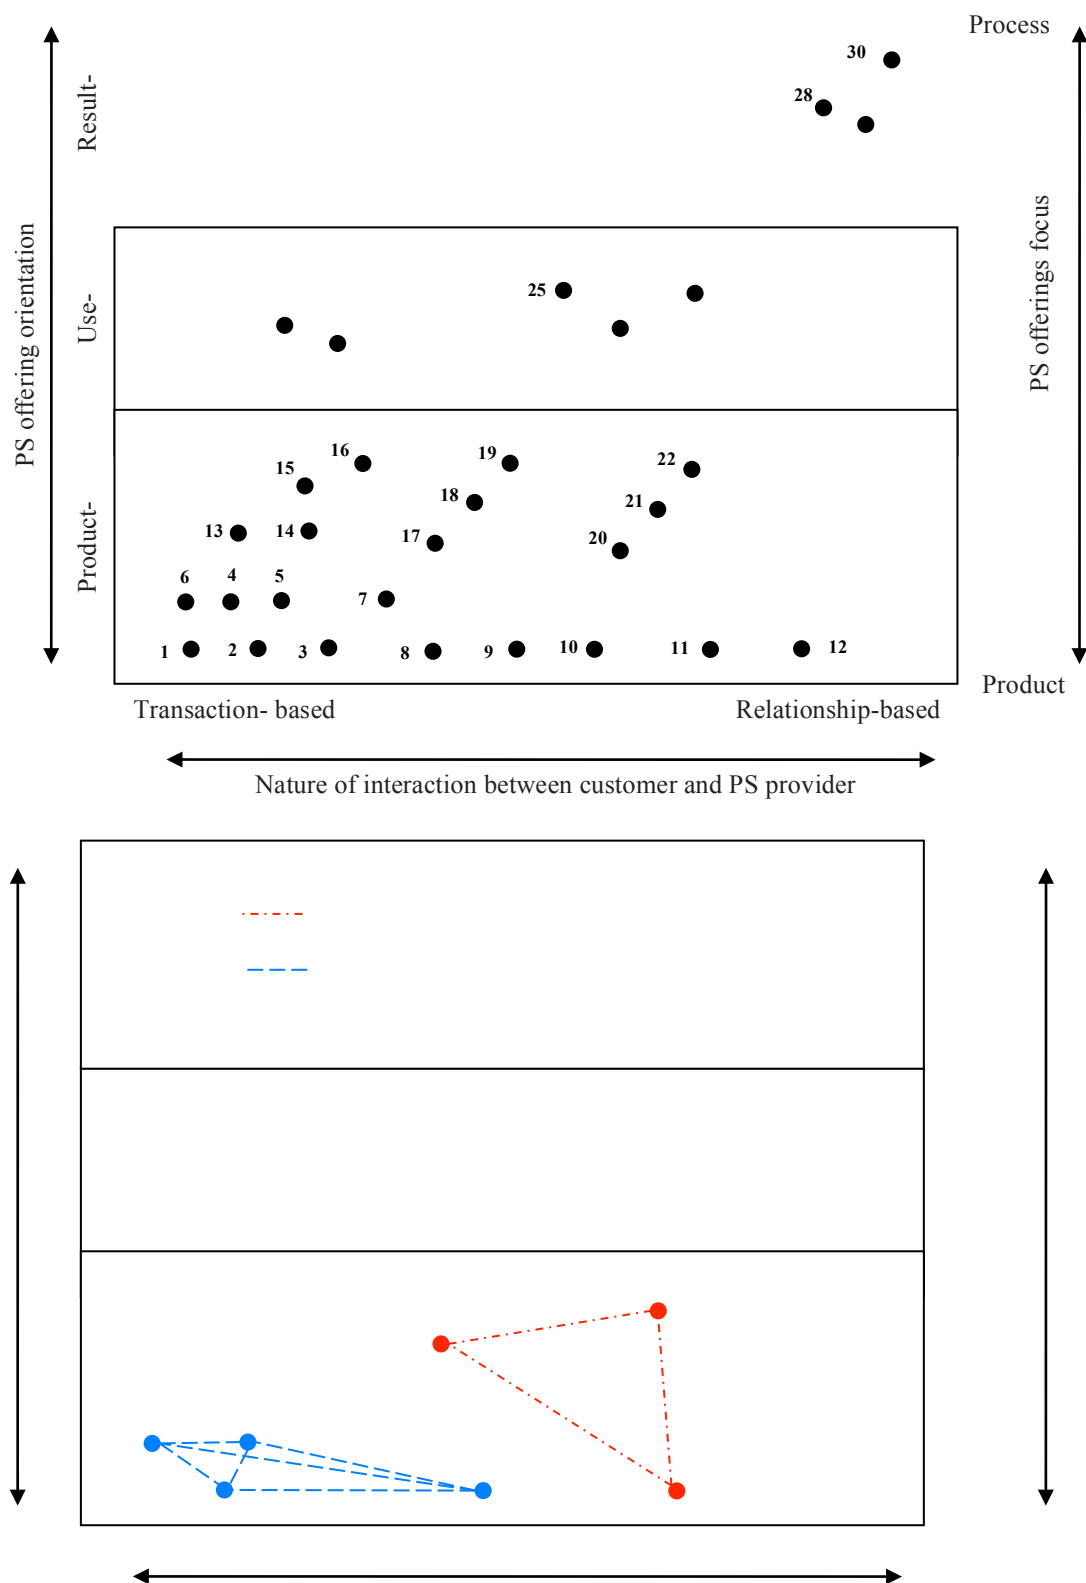 Process
30
28
Result-
PS offering orientation
PS offerings focus
Use-
25
Product-
16
19
22
15
18
21
13
14
17
20
6
4
5
7
1
2
3
8
9
10
11
12
Product
Transaction- based
Relationship-based
Nature of interaction between customer and PS provider